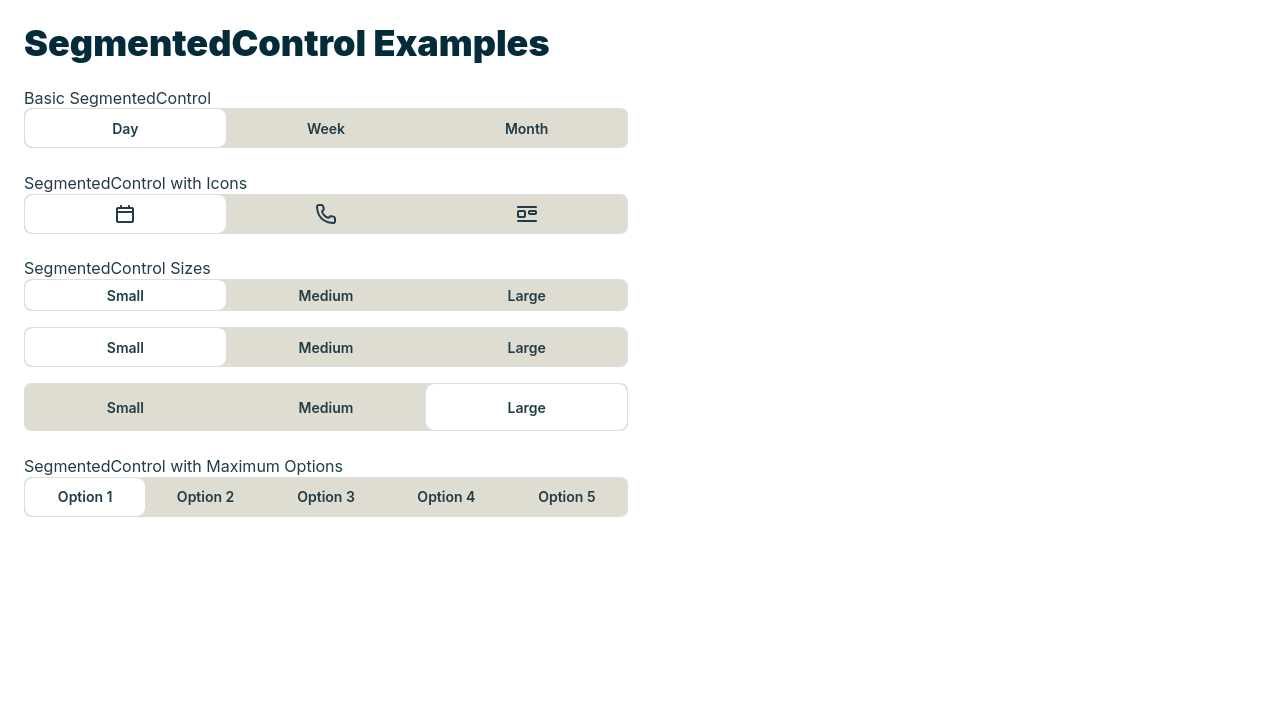 SegmentedControl Examples
Basic SegmentedControl
Day Week Month
SegmentedControl with Icons
SegmentedControl Sizes
Small Medium Large
Small Medium Large
Small Medium Large
SegmentedControl with Maximum Options
Option 1 Option 2 Option 3 Option 4 Option 5